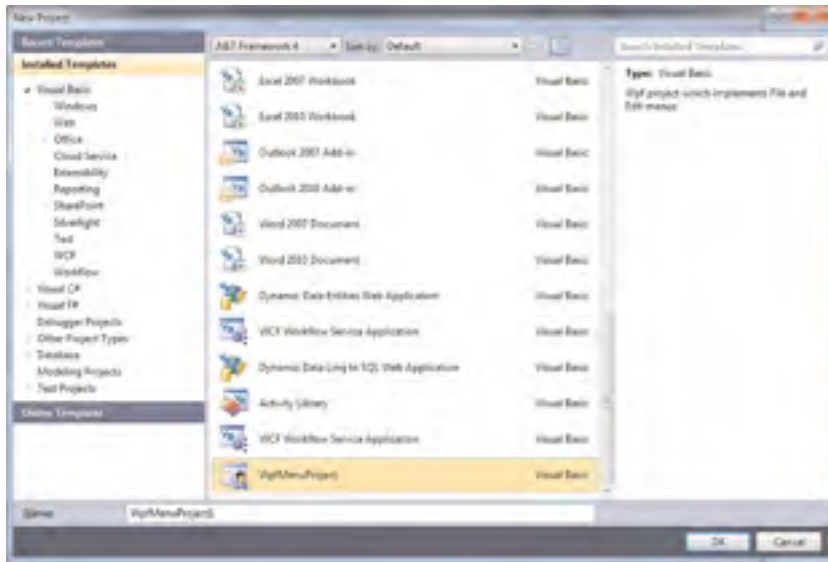 New Project
Recent Templates
Installed Templates
Visual Basic
Windows
Web
Office
Cloud Service
Extensibility
Reporting
SharePoint
Silverlight
Test
WCF
Workflow
Visual C#
Visual F#
Debugger Projects
Other Project Types
Database
Modeling Projects
Test Projects
Online Templates
.NET Framework 4
Sort by: Default
Excel 2007 Workbook Visual Basic
Excel 2010 Workbook Visual Basic
Outlook 2007 Add-in Visual Basic
Outlook 2010 Add-in Visual Basic
Word 2007 Document Visual Basic
Word 2010 Document Visual Basic
Dynamic Data Entities Web Application Visual Basic
WCF Workflow Service Application Visual Basic
Dynamic Data Linq to SQL Web Application Visual Basic
Activity Library Visual Basic
WCF Workflow Service Application Visual Basic
WpfMenuProject Visual Basic
Search Installed Templates
Type: Visual Basic
Wpf project which implements File and
Edit menus
Name: WpfMenuProject1
OK
Cancel